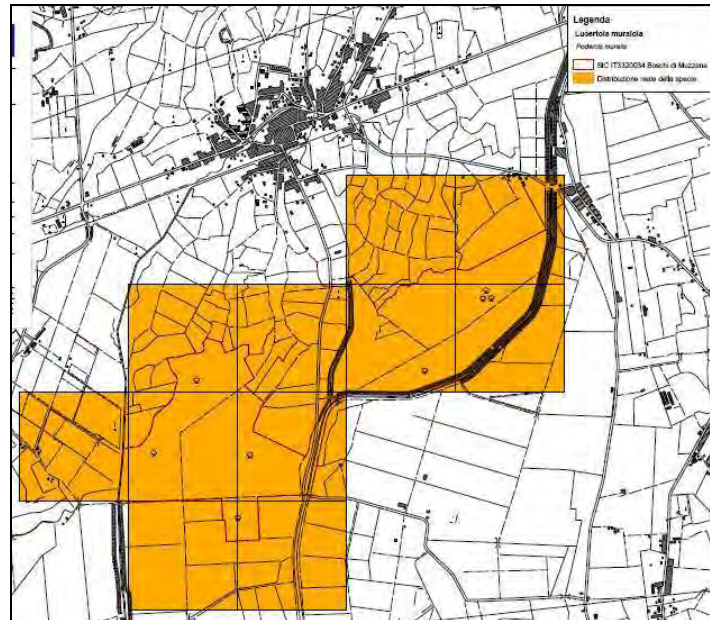 Legenda
Lucertola muraiola
Podarcis muralis
SIC IT3320034 Boschi di Muzzana
Distribuzione reale della specie